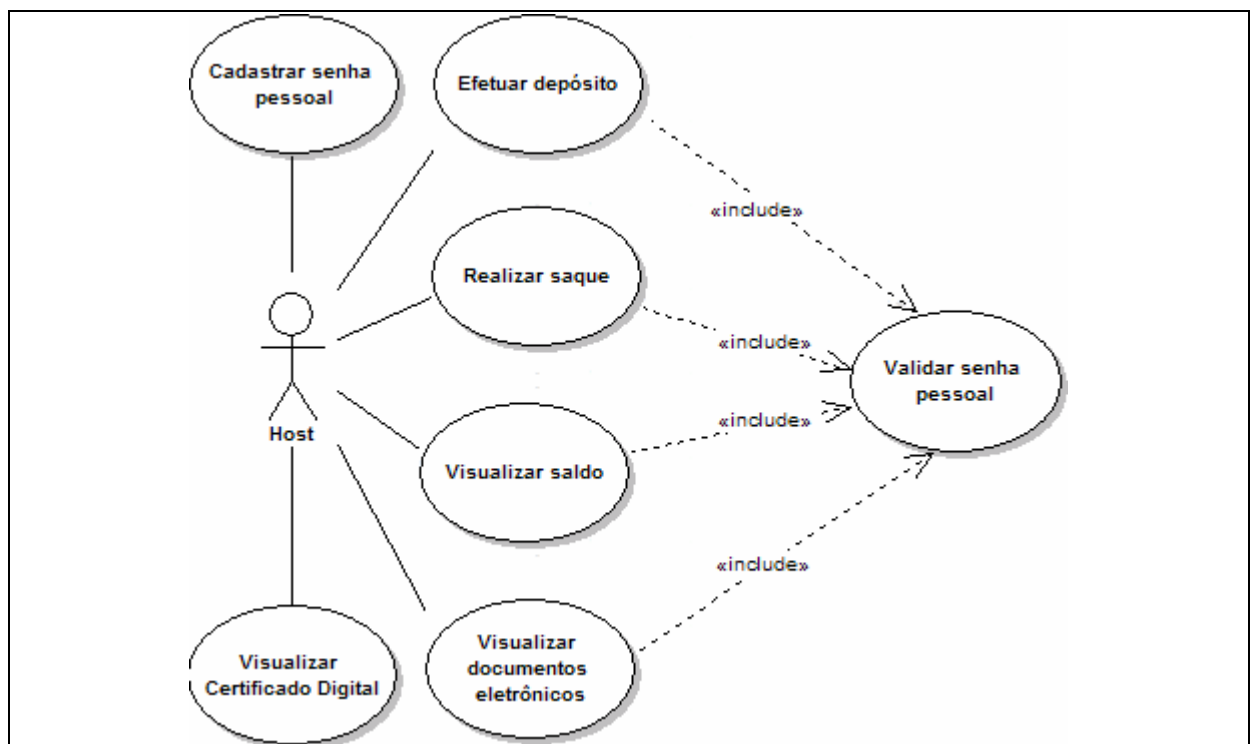 Cadastrar senha
pessoal
Efetuar depósito
«include»
Realizar saque
«include»
Validar senha
pessoal
Host
«include»
Visualizar saldo
«include»
Visualizar
Certificado Digital
Visualizar
documentos
eletrônicos